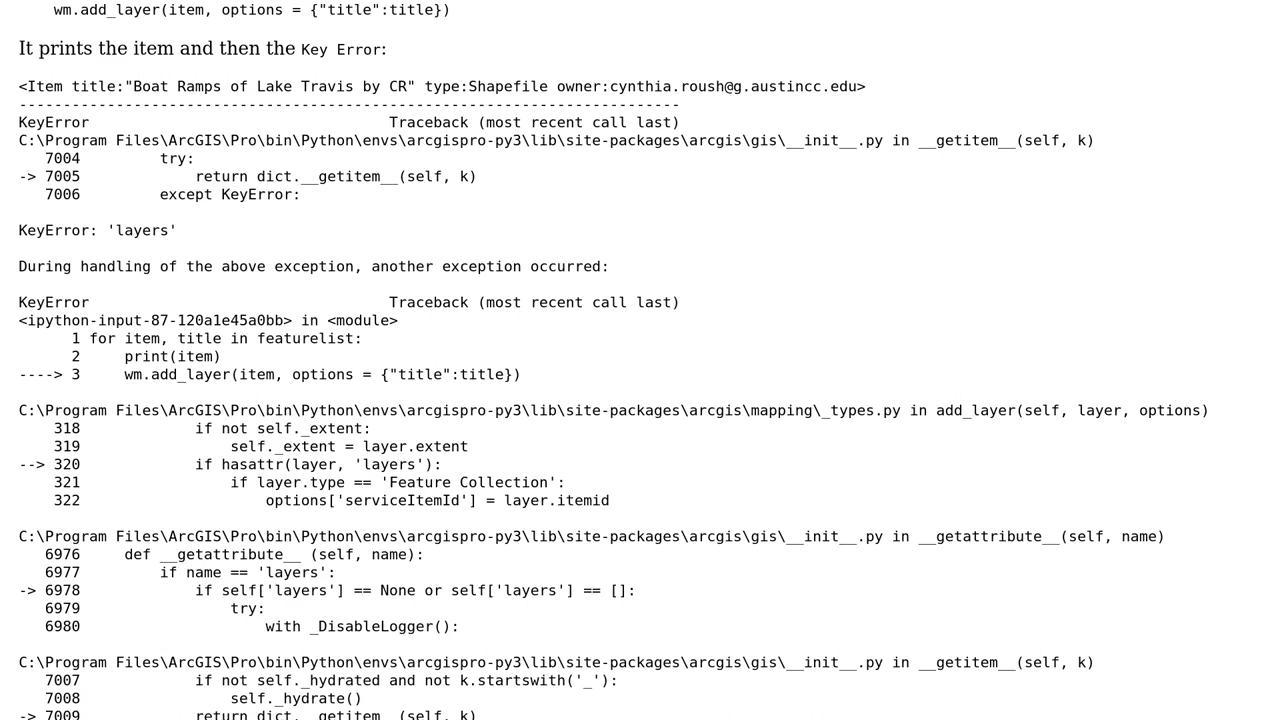 wm.add_layer(item, options = {"title":title})
It prints the item and then the Key Error:
<Item title:"Boat Ramps of Lake Travis by CR" type:Shapefile owner:cynthia.roush@g.austincc.edu>
---------------------------------------------------------------------------
KeyError                                  Traceback (most recent call last)
C:\Program Files\ArcGIS\Pro\bin\Python\envs\arcgispro-py3\lib\site-packages\arcgis\gis\__init__.py in __getitem__(self, k)
   7004         try:
-> 7005             return dict.__getitem__(self, k)
   7006         except KeyError:
KeyError: 'layers'
During handling of the above exception, another exception occurred:
KeyError                                  Traceback (most recent call last)
<ipython-input-87-120a1e45a0bb> in <module>
      1 for item, title in featurelist:
      2     print(item)
----> 3     wm.add_layer(item, options = {"title":title})
C:\Program Files\ArcGIS\Pro\bin\Python\envs\arcgispro-py3\lib\site-packages\arcgis\mapping\_types.py in add_layer(self, layer, options)
    318             if not self._extent:
    319                 self._extent = layer.extent
--> 320             if hasattr(layer, 'layers'):
    321                 if layer.type == 'Feature Collection':
    322                     options['serviceItemId'] = layer.itemid
C:\Program Files\ArcGIS\Pro\bin\Python\envs\arcgispro-py3\lib\site-packages\arcgis\gis\__init__.py in __getattribute__(self, name)
   6976     def __getattribute__ (self, name):
   6977         if name == 'layers':
-> 6978             if self['layers'] == None or self['layers'] == []:
   6979                 try:
   6980                     with _DisableLogger():
C:\Program Files\ArcGIS\Pro\bin\Python\envs\arcgispro-py3\lib\site-packages\arcgis\gis\__init__.py in __getitem__(self, k)
   7007             if not self._hydrated and not k.startswith('_'):
   7008                 self._hydrate()
-> 7009             return dict.__getitem__(self, k)